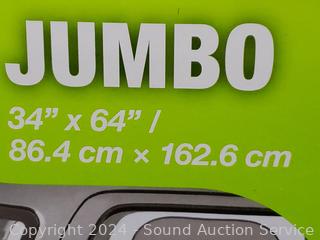 JUMBO
34” x 64” /
86.4 cm × 162.6 cm
Copyright 2024 - Sound Auction Service